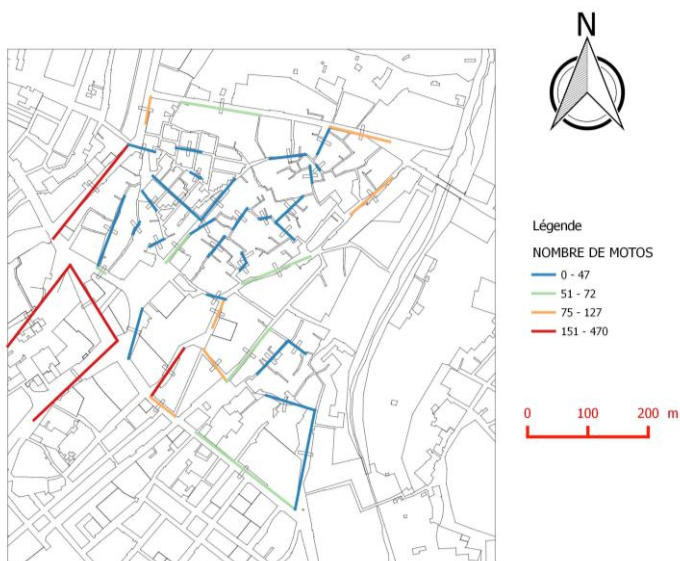 N
Légende
NOMBRE DE MOTOS
0 - 47
51 - 72
75 - 127
151 - 470
0 100 200 m